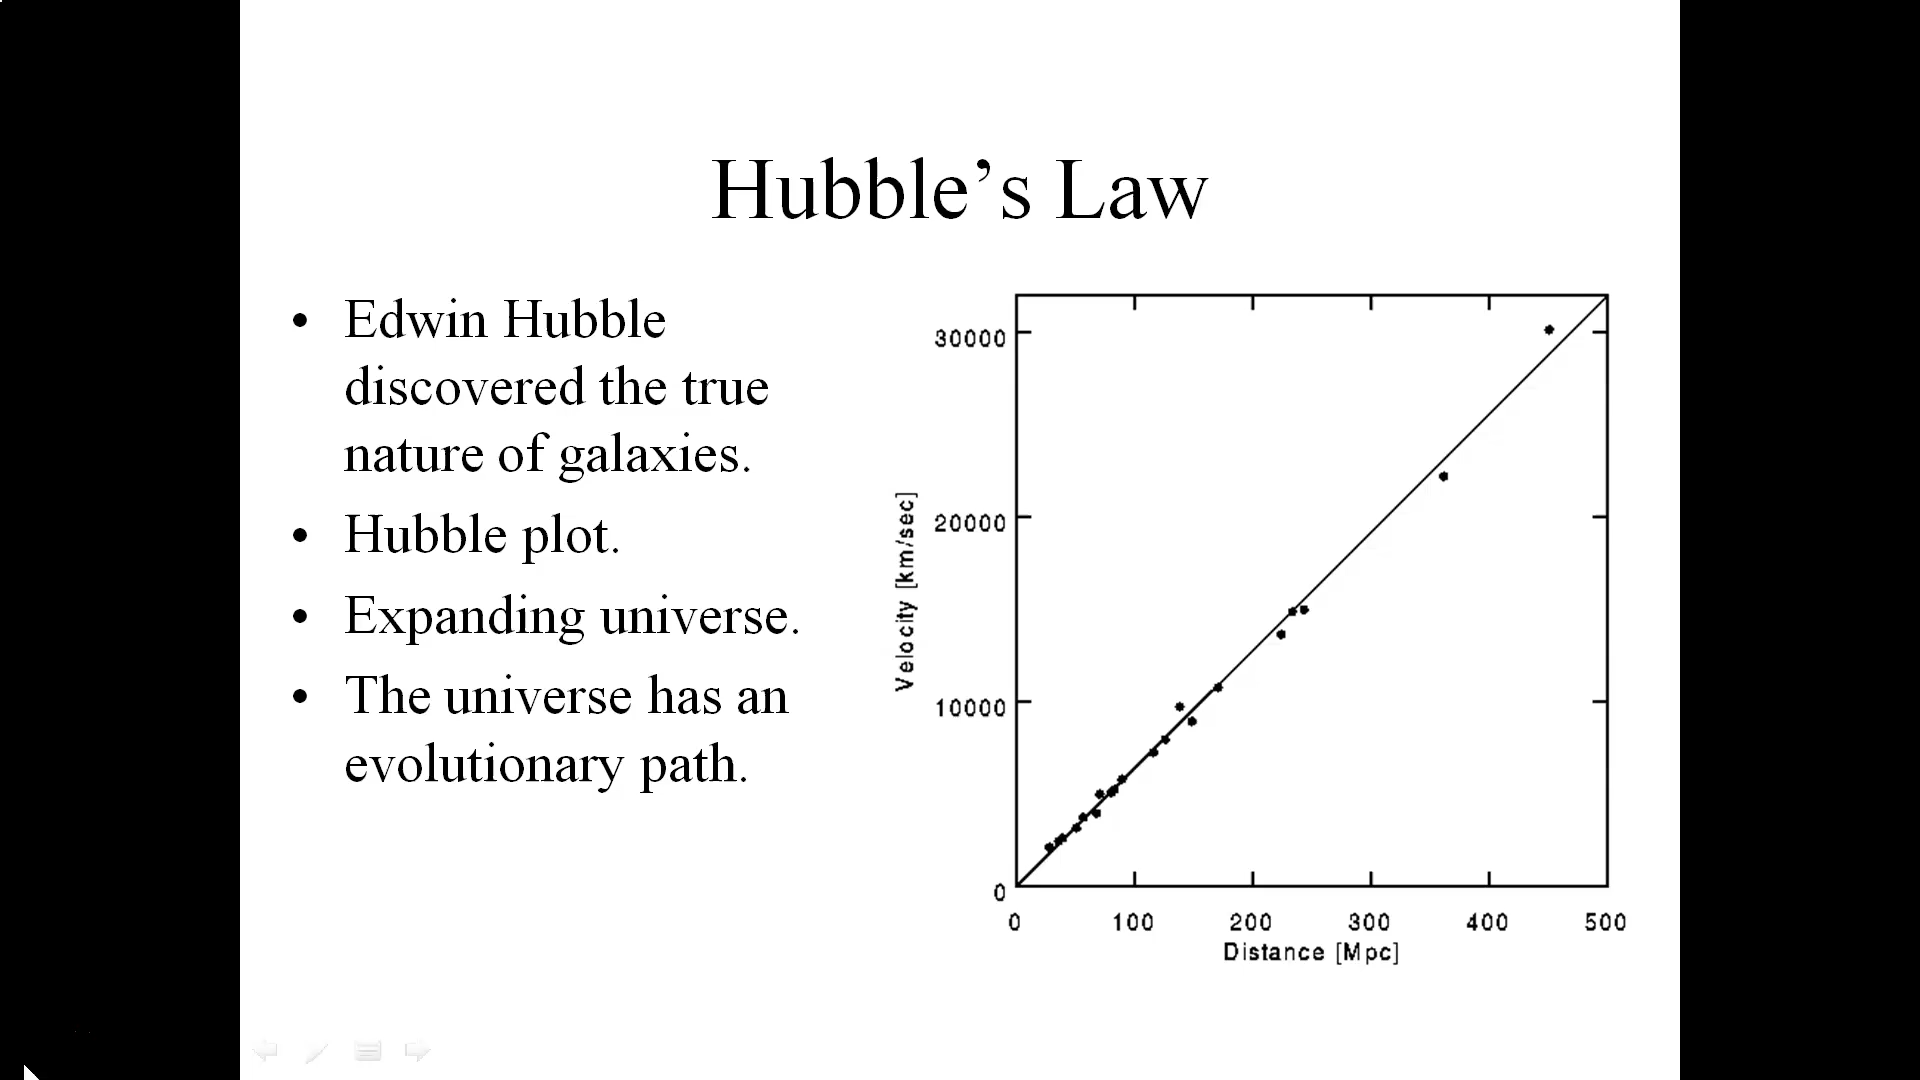 Hubble’s Law
• Edwin Hubble
discovered the true
nature of galaxies.
• Hubble plot.
• Expanding universe.
• The universe has an
evolutionary path.
Velocity [km/sec]
30000
20000
10000
0
0 100 200 300 400 500
Distance [Mpc]